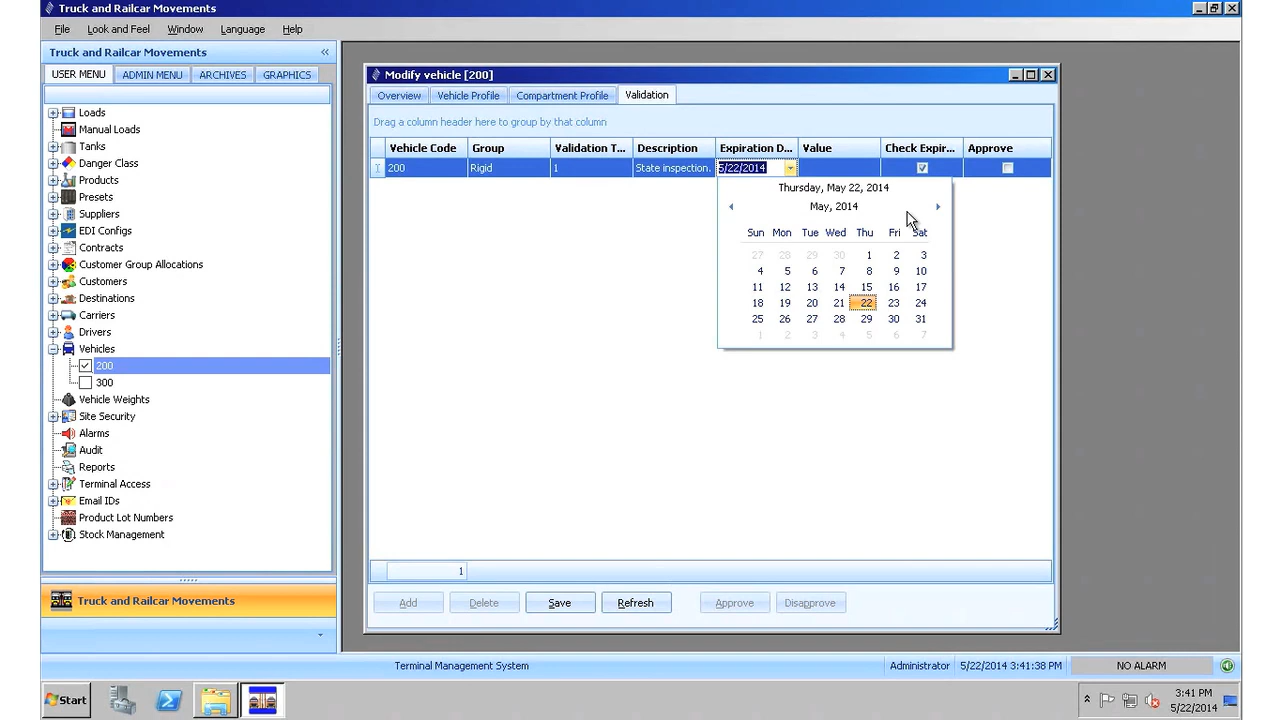 Truck and Railcar Movements
File Look and Feel Window Language Help
Truck and Railcar Movements «
USER MENU ADMIN MENU ARCHIVES GRAPHICS
Loads
Manual Loads
Tanks
Danger Class
Products
Presets
Suppliers
EDI Configs
Contracts
Customer Group Allocations
Customers
Destinations
Carriers
Drivers
Vehicles
200
300
Vehicle Weights
Site Security
Alarms
Audit
Reports
Terminal Access
Email IDs
Product Lot Numbers
Stock Management
Truck and Railcar Movements
Modify vehicle [200]
Overview Vehicle Profile Compartment Profile Validation
Drag a column header here to group by that column
Vehicle Code Group Validation T... Description Expiration D... Value Check Expir... Approve
200 Rigid 1 State inspection. 5/22/2014
Thursday, May 22, 2014
May, 2014
Sun Mon Tue Wed Thu Fri Sat
27 28 29 30 1 2 3
4 5 6 7 8 9 10
11 12 13 14 15 16 17
18 19 20 21 22 23 24
25 26 27 28 29 30 31
1 2 3 4 5 6 7
1
Add Delete Save Refresh Approve Disapprove
Terminal Management System Administrator 5/22/2014 3:41:38 PM NO ALARM
Start
3:41 PM
5/22/2014